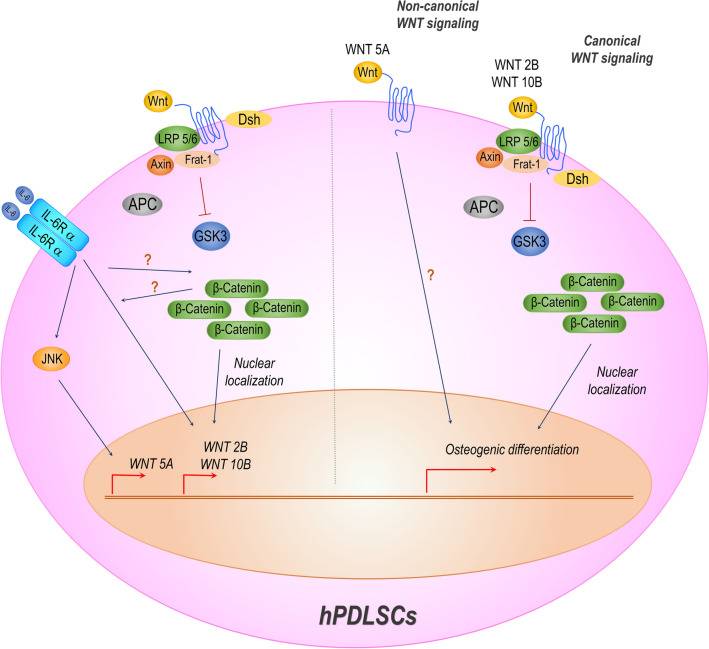 Non-canonical
WNT signaling
Canonical
WNT signaling
WNT 5A
WNT 2B
WNT 10B
Wnt
Dsh
LRP 5/6
Axin
Frat-1
APC
GSK3
IL-6
IL-6
IL-6R α
IL-6R α
?
?
β-Catenin
β-Catenin
β-Catenin
β-Catenin
JNK
Nuclear
localization
WNT 5A
WNT 2B
WNT 10B
Wnt
?
Wnt
LRP 5/6
Axin
Frat-1
Dsh
APC
GSK3
β-Catenin
β-Catenin
β-Catenin
β-Catenin
Nuclear
localization
Osteogenic differentiation
hPDLSCs